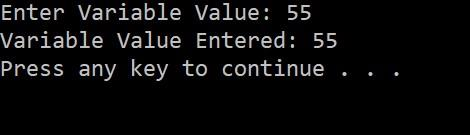 Enter Variable Value: 55
Variable Value Entered: 55
Press any key to continue . . .